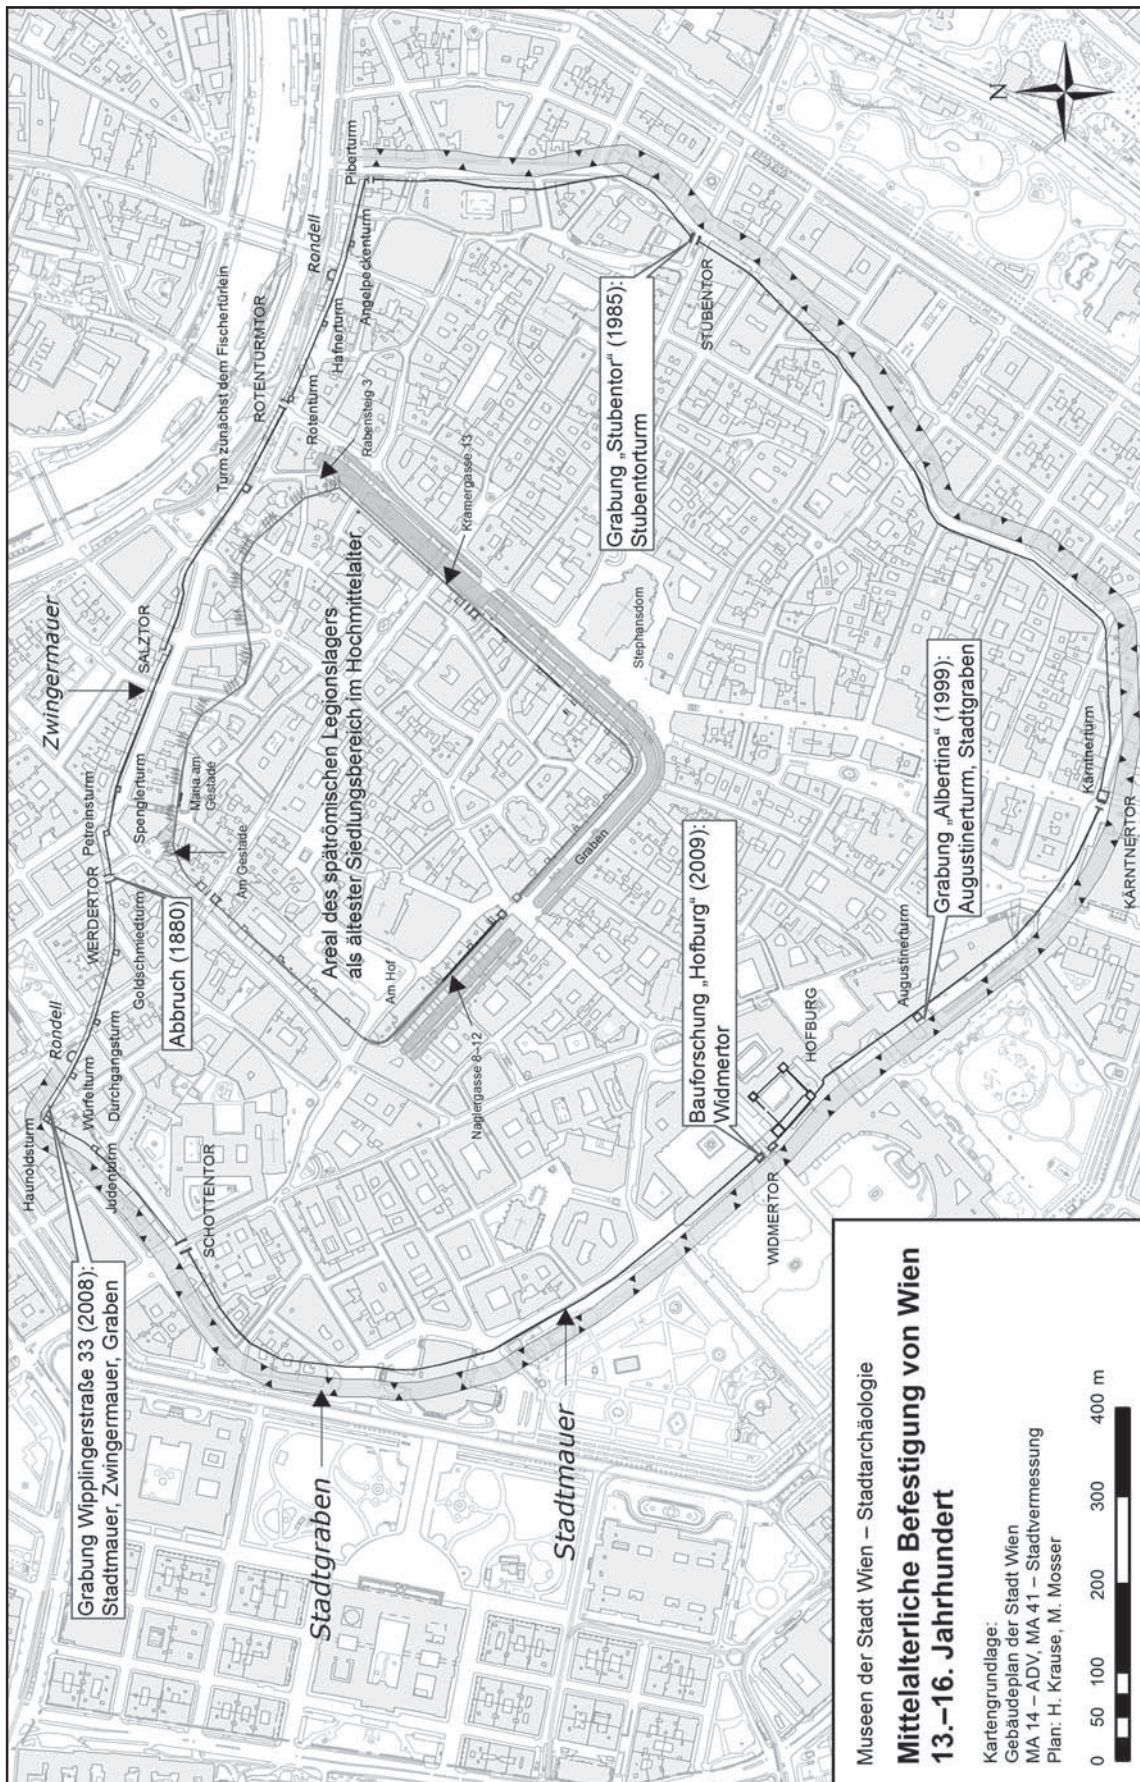 Haunoldsturm
Rondell
Würfelturm
Durchgangsturm
Judenturm
SCHOTTENTOR
Grabung Wipplingerstraße 33 (2008):
Stadtmauer, Zwingermauer, Graben
WERDERTOR
Goldschmiedturm
Abbruch (1880)
Petreinsturm
Spenglerturm
Am Gestade
Maria am
Gestade
Zwingermauer
SALZTOR
Turm zunächst dem Fischertürlein
ROTENTURMTOR
Rotenturm
Rabensteig 3
Hafnerturm
Rondell
Angelpeckenturm
Piberturm
N
Kramergasse 13
Areal des spätrömischen Legionslagers
als ältester Siedlungsbereich im Hochmittelalter
Am Hof
Naglergasse 8–12
Graben
Stephansdom
Grabung „Stubentor“ (1985):
Stubentorturm
STUBENTOR
Stadtgraben
Stadtmauer
Bauforschung „Hofburg“ (2009):
Widmertor
WIDMERTOR
HOFBURG
Augustinerturm
Grabung „Albertina“ (1999):
Augustinerturm, Stadtgraben
Kärntnerturm
KÄRNTNERTOR
Museen der Stadt Wien – Stadtarchäologie
Mittelalterliche Befestigung von Wien
13.–16. Jahrhundert
Kartengrundlage:
Gebäudeplan der Stadt Wien
MA 14 – ADV, MA 41 – Stadtvermessung
Plan: H. Krause, M. Mosser
0 50 100 200 300 400 m